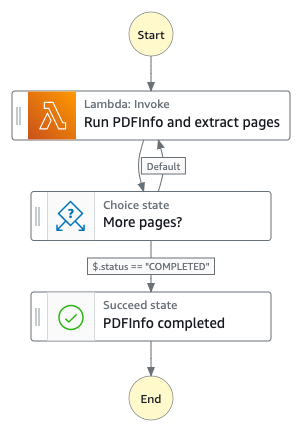 Start
Lambda: Invoke
Run PDFInfo and extract pages
Default
Choice state
More pages?
$.status == "COMPLETED"
Succeed state
PDFInfo completed
End